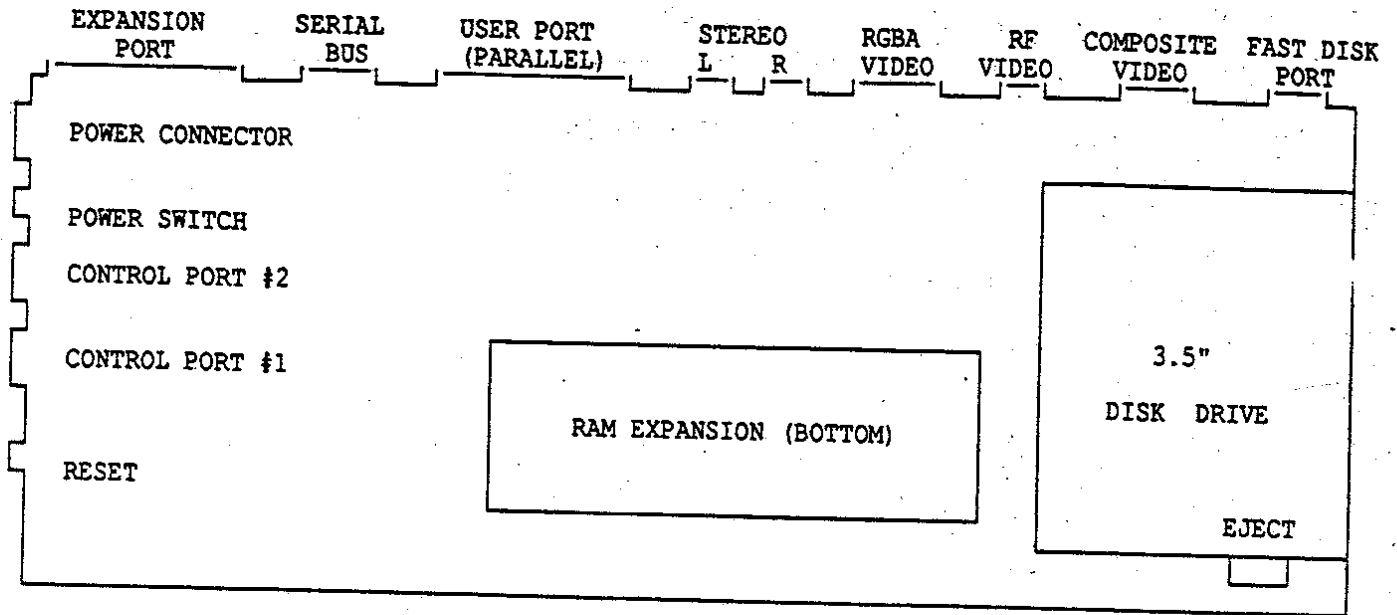 EXPANSION PORT
SERIAL BUS
USER PORT (PARALLEL)
STEREO
L R
RGBA VIDEO
RF VIDEO
COMPOSITE VIDEO
FAST DISK PORT
POWER CONNECTOR
POWER SWITCH
CONTROL PORT #2
CONTROL PORT #1
RESET
RAM EXPANSION (BOTTOM)
3.5"
DISK DRIVE
EJECT